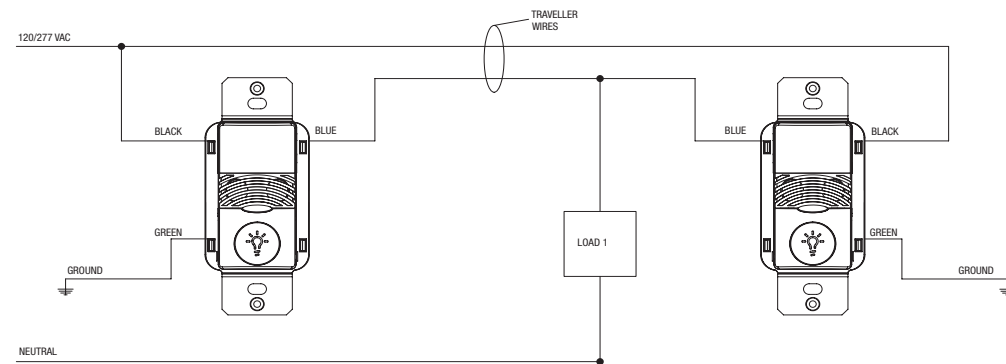 TRAVELLER
WIRES
120/277 VAC
BLACK
BLUE
BLUE
BLACK
GREEN
LOAD 1
GREEN
GROUND
GROUND
NEUTRAL